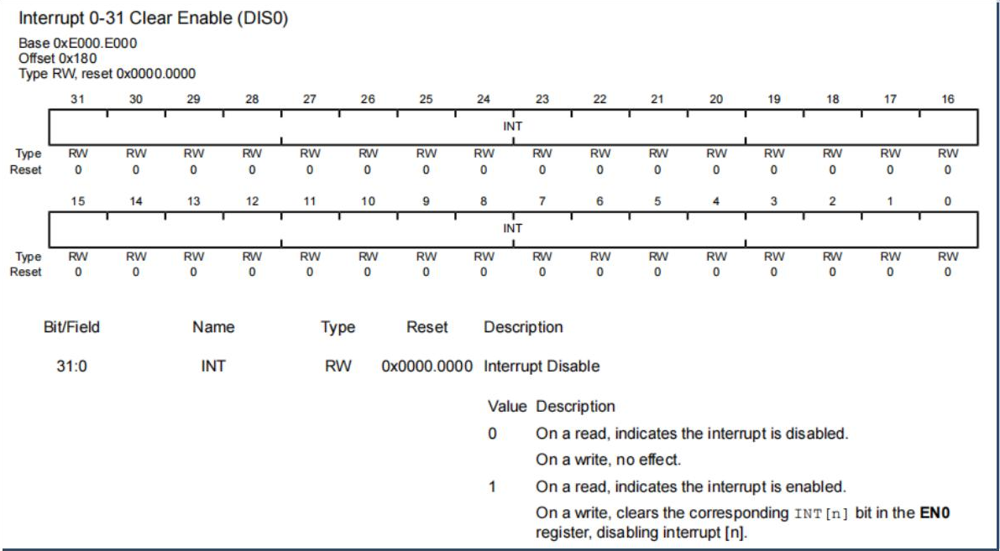 Interrupt 0-31 Clear Enable (DIS0)
Base 0xE000.E000
Offset 0x180
Type RW, reset 0x0000.0000
31 30 29 28 27 26 25 24 23 22 21 20 19 18 17 16
INT
Type RW RW RW RW RW RW RW RW RW RW RW RW RW RW RW RW
Reset 0 0 0 0 0 0 0 0 0 0 0 0 0 0 0 0
15 14 13 12 11 10 9 8 7 6 5 4 3 2 1 0
INT
Type RW RW RW RW RW RW RW RW RW RW RW RW RW RW RW RW
Reset 0 0 0 0 0 0 0 0 0 0 0 0 0 0 0 0
Bit/Field Name Type Reset Description
31:0 INT RW 0x0000.0000 Interrupt Disable
Value Description
0 On a read, indicates the interrupt is disabled.
On a write, no effect.
1 On a read, indicates the interrupt is enabled.
On a write, clears the corresponding INT[n] bit in the EN0
register, disabling interrupt [n].